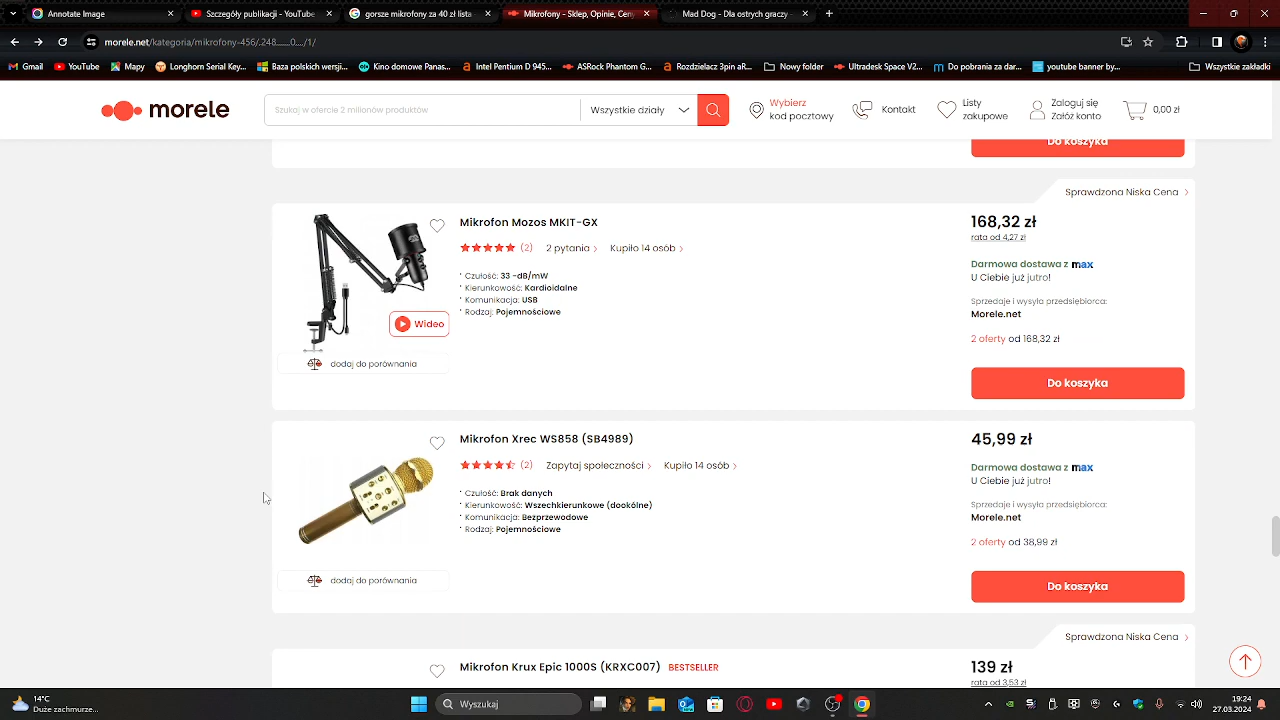 Annotate Image
Szczegóły publikacji - YouTube
gorsze mikrofony za 40 zł lista
Mikrofony - Sklep, Opinie, Cen
Mad Dog – Dla ostrych graczy
morele.net/kategoria/mikrofony-456/,248,,,,,,,,0,,,,/1/
Gmail
YouTube
Mapy
Longhorn Serial Key...
Baza polskich wersji...
Kino domowe Panas...
Intel Pentium D 945...
ASRock Phantom G...
Rozdzielacz 3pin aR...
Nowy folder
Ultradesk Space V2...
Do pobrania za dar...
youtube banner by...
Wszystkie zakładki
morele
Szukaj w ofercie 2 milionów produktów
Wszystkie działy
Wybierz
kod pocztowy
Kontakt
Listy
zakupowe
Zaloguj się
Załóż konto
0,00 zł
Do koszyka
Sprawdzona Niska Cena
Mikrofon Mozos MKIT-GX
(2) 2 pytania Kupiło 14 osób
Czułość: 33 -dB/mW
Kierunkowość: Kardioidalne
Komunikacja: USB
Rodzaj: Pojemnościowe
Wideo
dodaj do porównania
168,32 zł
rata od 4,27 zł
Darmowa dostawa z max
U Ciebie już jutro!
Sprzedaje i wysyła przedsiębiorca:
Morele.net
2 oferty od 168,32 zł
Do koszyka
Mikrofon Xrec WS858 (SB4989)
(2) Zapytaj społeczności Kupiło 14 osób
Czułość: Brak danych
Kierunkowość: Wszechkierunkowe (dookólne)
Komunikacja: Bezprzewodowe
Rodzaj: Pojemnościowe
dodaj do porównania
45,99 zł
Darmowa dostawa z max
U Ciebie już jutro!
Sprzedaje i wysyła przedsiębiorca:
Morele.net
2 oferty od 38,99 zł
Do koszyka
Sprawdzona Niska Cena
Mikrofon Krux Epic 1000S (KRXC007) BESTSELLER
139 zł
rata od 3,53 zł
14°C
Duże zachmurze...
Wyszukaj
19:24
27.03.2024